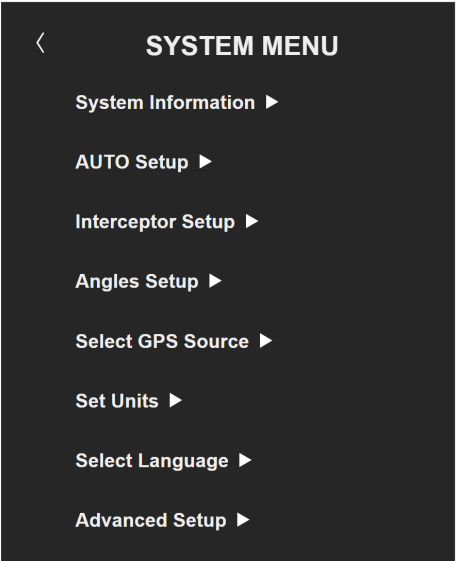 SYSTEM MENU
System Information ▶
AUTO Setup ▶
Interceptor Setup ▶
Angles Setup ▶
Select GPS Source ▶
Set Units ▶
Select Language ▶
Advanced Setup ▶